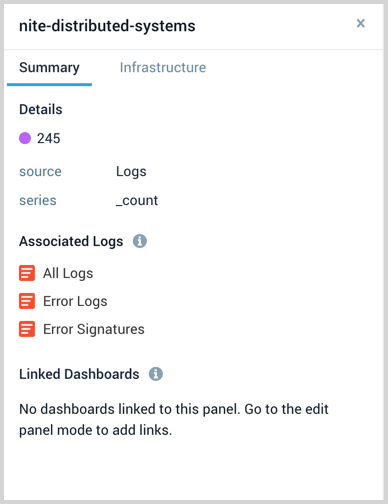 nite-distributed-systems
Summary Infrastructure
Details
245
source Logs
series _count
Associated Logs
All Logs
Error Logs
Error Signatures
Linked Dashboards
No dashboards linked to this panel. Go to the edit
panel mode to add links.